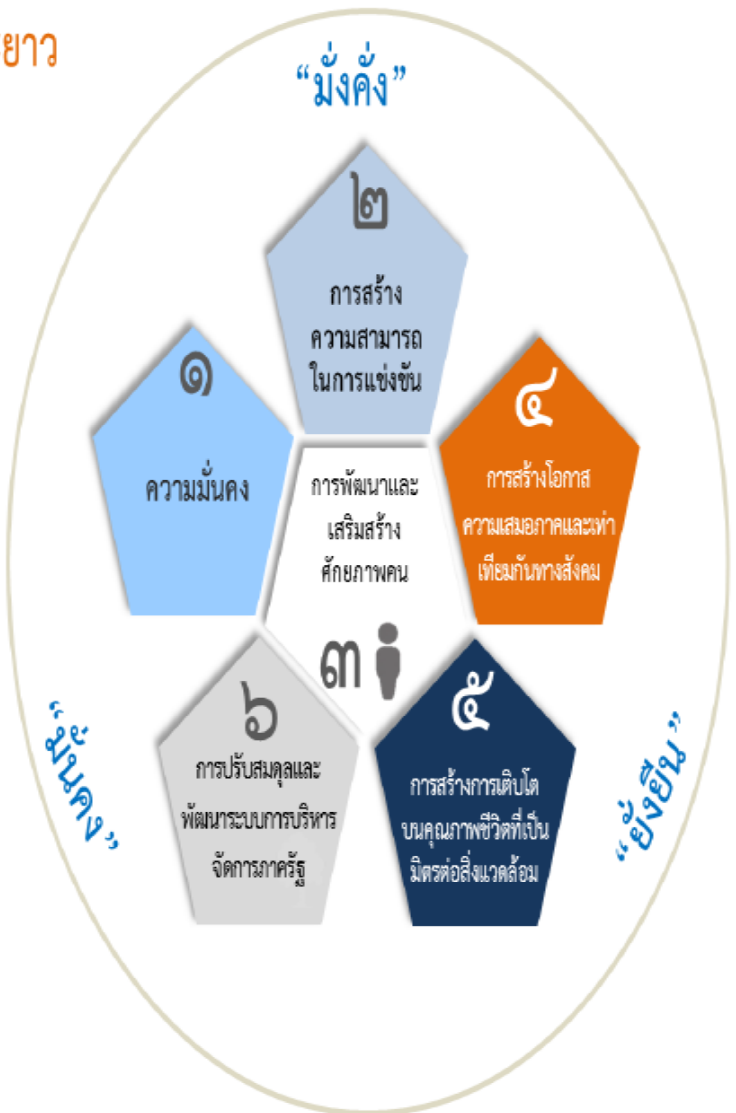 ยาว
“มั่งคั่ง”
๒
การสร้าง
ความสามารถ
ในการแข่งขัน
๑
ความมั่นคง
การพัฒนาและ
เสริมสร้าง
ศักยภาพคน
๓
๔
การสร้างโอกาส
ความเสมอภาคและเท่า
เทียมกันทางสังคม
๖
การปรับสมดุลและ
พัฒนาระบบการบริหาร
จัดการภาครัฐ
๕
การสร้างการเติบโต
บนคุณภาพชีวิตที่เป็น
มิตรต่อสิ่งแวดล้อม
“มั่นคง”
“ยั่งยืน”